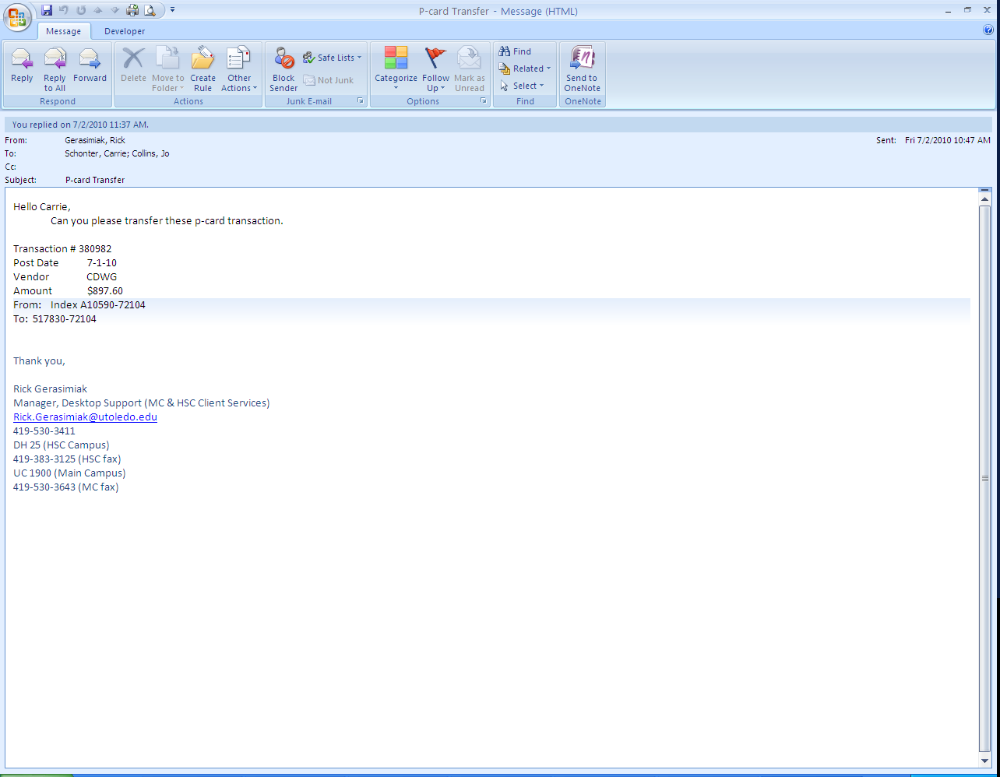 P-card Transfer - Message (HTML)
Message Developer
Reply Reply to All Forward
Respond
Delete Move to Folder Create Rule Other Actions
Actions
Block Sender Safe Lists Not Junk
Junk E-mail
Categorize Follow Up Mark as Unread
Options
Find Related Select
Find
Send to OneNote
OneNote
You replied on 7/2/2010 11:37 AM.
From: Gerasimiak, Rick Sent: Fri 7/2/2010 10:47 AM
To: Schonter, Carrie; Collins, Jo
Cc:
Subject: P-card Transfer
Hello Carrie,
Can you please transfer these p-card transaction.
Transaction # 380982
Post Date 7-1-10
Vendor CDWG
Amount $897.60
From: Index A10590-72104
To: 517830-72104
Thank you,
Rick Gerasimiak
Manager, Desktop Support (MC & HSC Client Services)
Rick.Gerasimiak@utoledo.edu
419-530-3411
DH 25 (HSC Campus)
419-383-3125 (HSC fax)
UC 1900 (Main Campus)
419-530-3643 (MC fax)